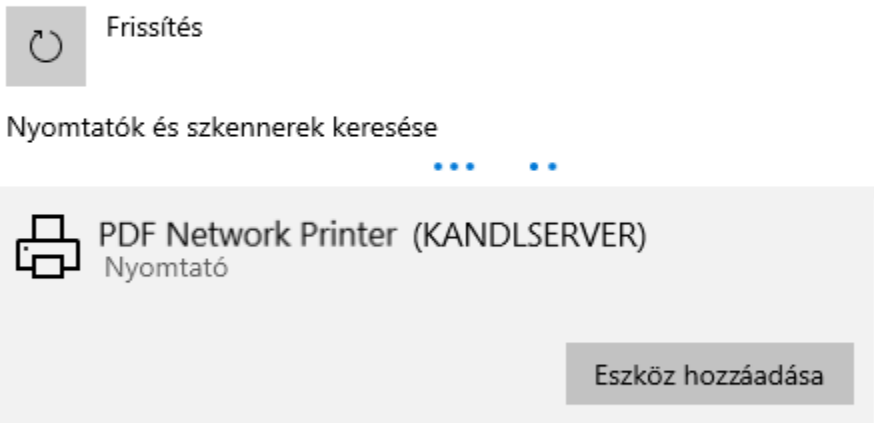 Frissítés
Nyomtatók és szkennerek keresése
PDF Network Printer (KANDLSERVER)
Nyomtató
Eszköz hozzáadása